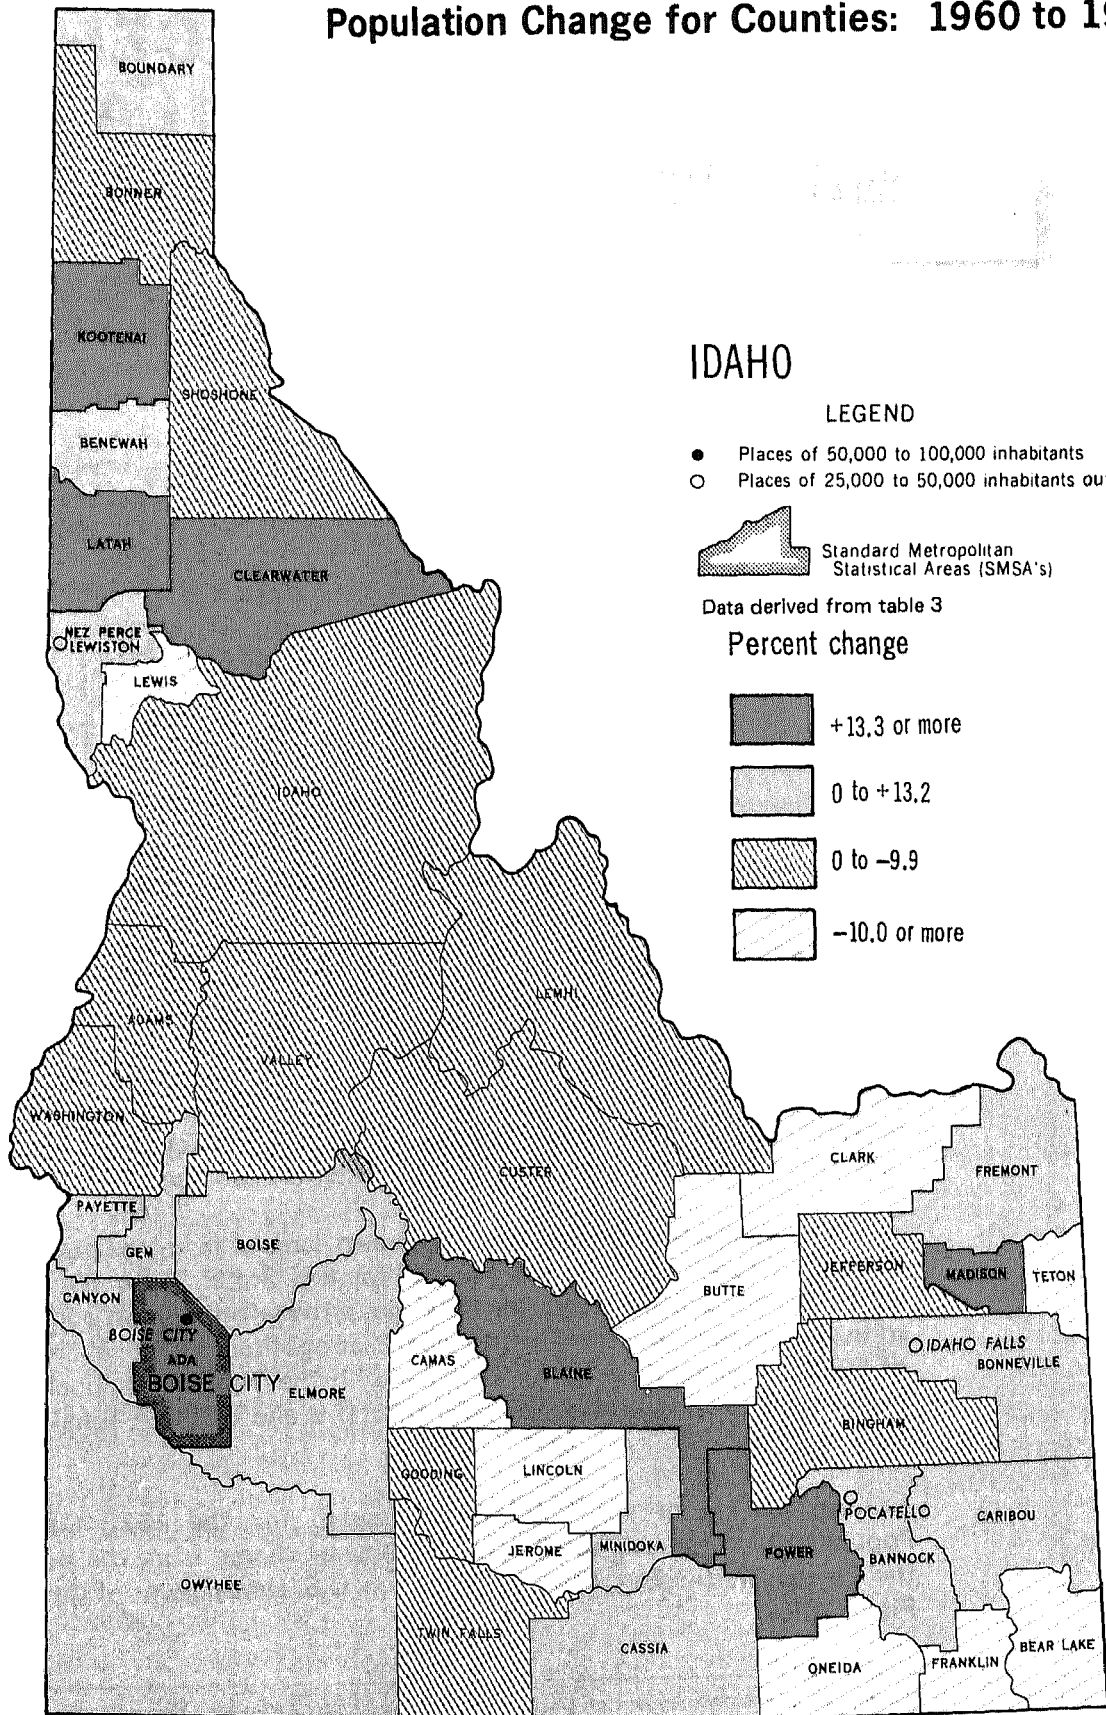 Population Change for Counties: 1960 to 19
BOUNDARY
BONNER
KOOTENAI
SHOSHONE
BENEWAH
LATAH
CLEARWATER
NEZ PERCE
LEWISTON
LEWIS
IDAHO
IDAHO
LEGEND
Places of 50,000 to 100,000 inhabitants
Places of 25,000 to 50,000 inhabitants ou
Standard Metropolitan
Statistical Areas (SMSA's)
Data derived from table 3
Percent change
+13.3 or more
0 to +13.2
0 to -9.9
-10.0 or more
LEMHI
ADAMS
VALLEY
WASHINGTON
CUSTER
CLARK
FREMONT
PAYETTE
GEM
BOISE
JEFFERSON
MADISON
TETON
BUTTE
CANYON
BOISE CITY
ADA
BOISE CITY
ELMORE
CAMAS
BLAINE
IDAHO FALLS
BONNEVILLE
BINGHAM
GOODING
LINCOLN
POCATELLO
CARIBOU
JEROME
MINIDOKA
POWER
BANNOCK
OWYHEE
TWIN FALLS
CASSIA
ONEIDA
FRANKLIN
BEAR LAKE